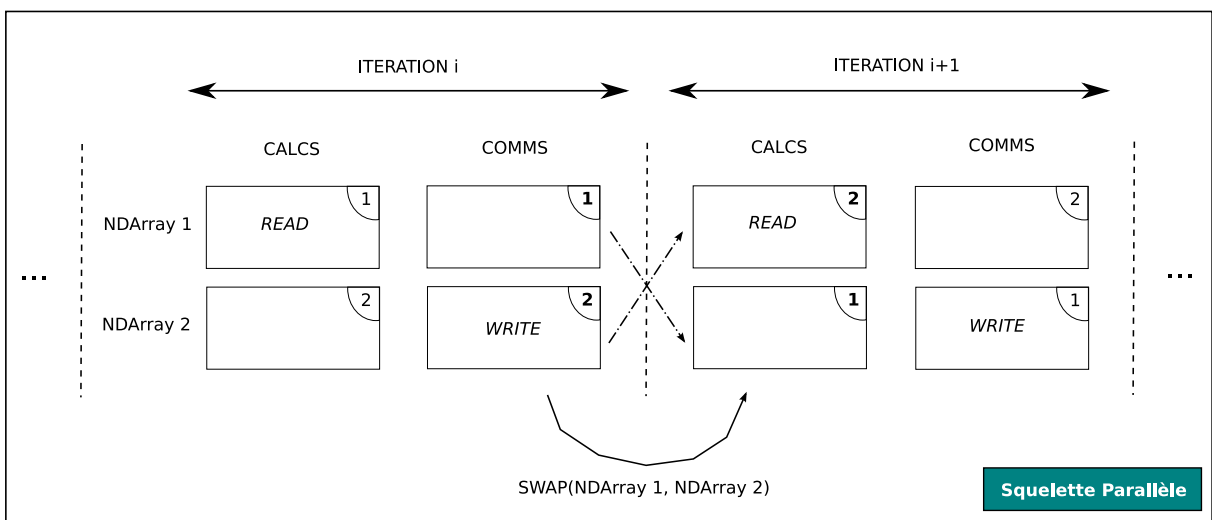 ITERATION i
ITERATION i+1
CALCS
COMMS
CALCS
COMMS
NDArray 1
READ
1
1
READ
2
2
...
...
NDArray 2
2
WRITE
2
1
WRITE
1
SWAP(NDArray 1, NDArray 2)
Squelette Parallèle